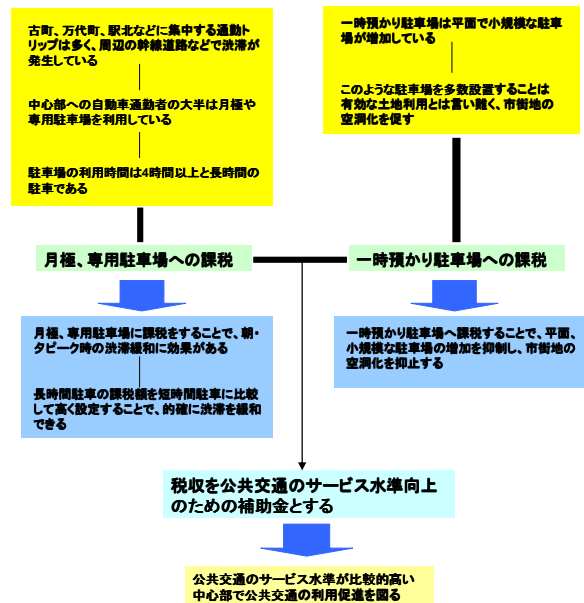 古町、万代町、駅北などに集中する通勤ト
リップは多く、周辺の幹線道路などで渋滞が
発生している
中心部への自動車通勤者の大半は月極や
専用駐車場を利用している
駐車場の利用時間は4時間以上と長時間の
駐車である
一時預かり駐車場は平面で小規模な駐車
場が増加している
このような駐車場を多数設置することは
有効な土地利用とは言い難く、市街地の
空洞化を促す
月極、専用駐車場への課税
一時預かり駐車場への課税
月極、専用駐車場に課税をすることで、朝・
夕ピーク時の渋滞緩和に効果がある
長時間駐車の課税額を短時間駐車に比較
して高く設定することで、的確に渋滞を緩和
できる
一時預かり駐車場へ課税することで、平面、
小規模な駐車場の増加を抑制し、市街地の
空洞化を抑止する
税収を公共交通のサービス水準向上
のための補助金とする
公共交通のサービス水準が比較的高い
中心部で公共交通の利用促進を図る